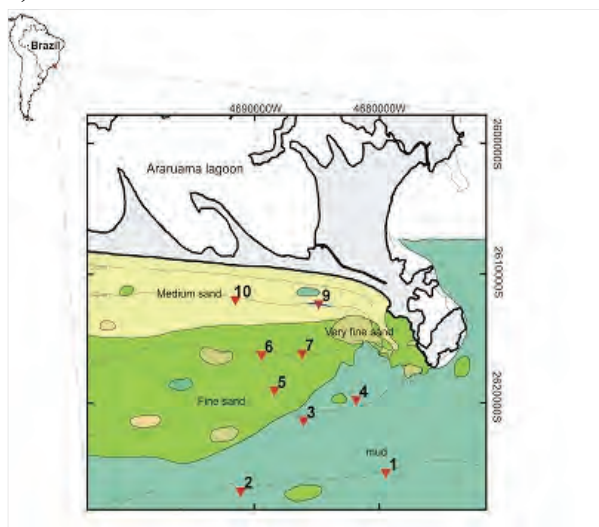 Brazil
4690000W 4680000W
2600000S
Araruama lagoon
2610000S
Medium sand
10
9
Very fine sand
6
7
5
4
2620000S
Fine sand
3
mud
1
2